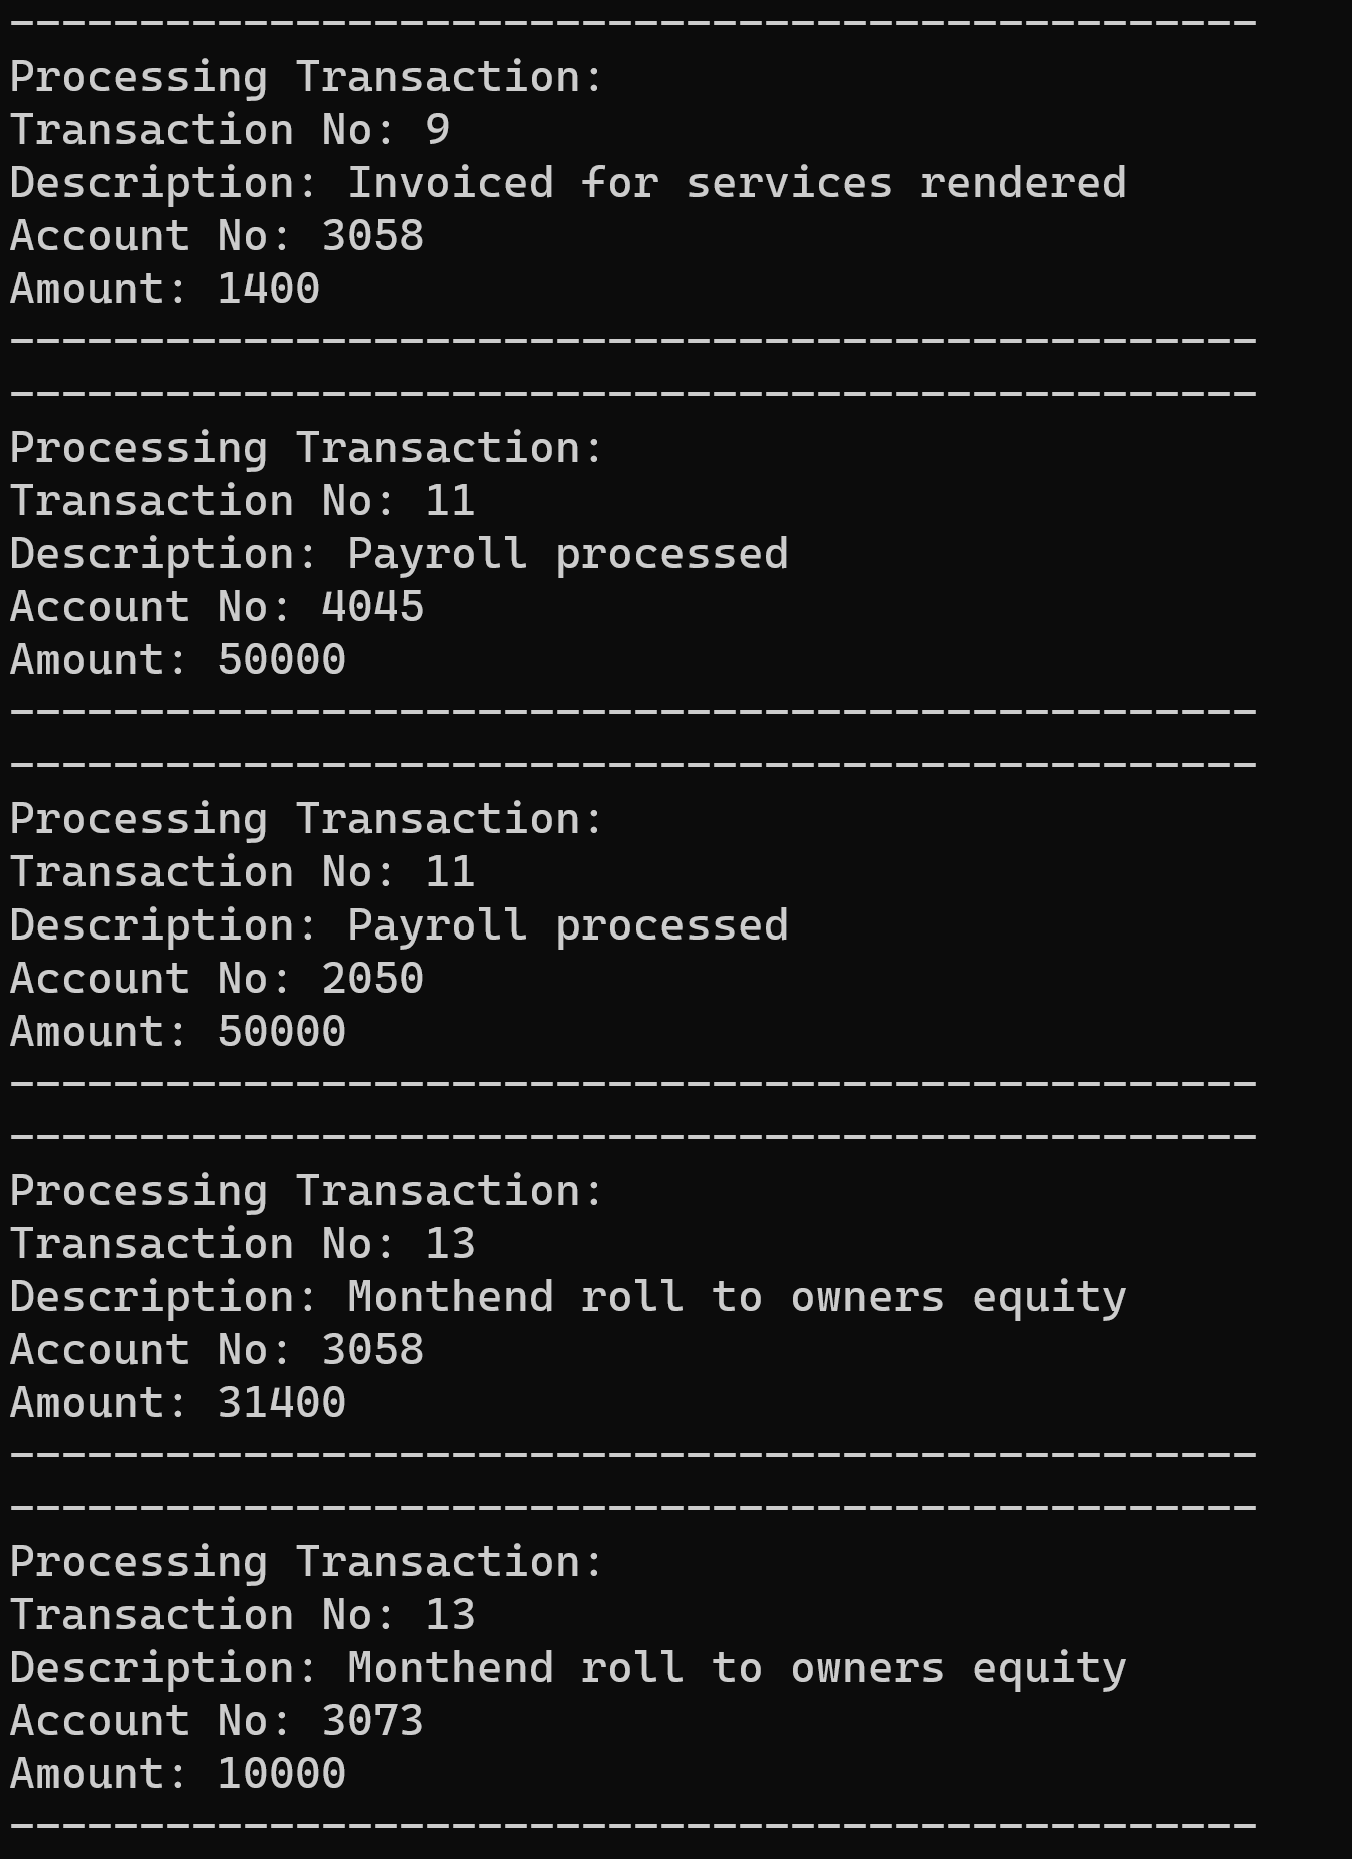 ------------------------------------------------
Processing Transaction:
Transaction No: 9
Description: Invoiced for services rendered
Account No: 3058
Amount: 1400
------------------------------------------------
------------------------------------------------
Processing Transaction:
Transaction No: 11
Description: Payroll processed
Account No: 4045
Amount: 50000
------------------------------------------------
------------------------------------------------
Processing Transaction:
Transaction No: 11
Description: Payroll processed
Account No: 2050
Amount: 50000
------------------------------------------------
------------------------------------------------
Processing Transaction:
Transaction No: 13
Description: Monthend roll to owners equity
Account No: 3058
Amount: 31400
------------------------------------------------
------------------------------------------------
Processing Transaction:
Transaction No: 13
Description: Monthend roll to owners equity
Account No: 3073
Amount: 10000
------------------------------------------------